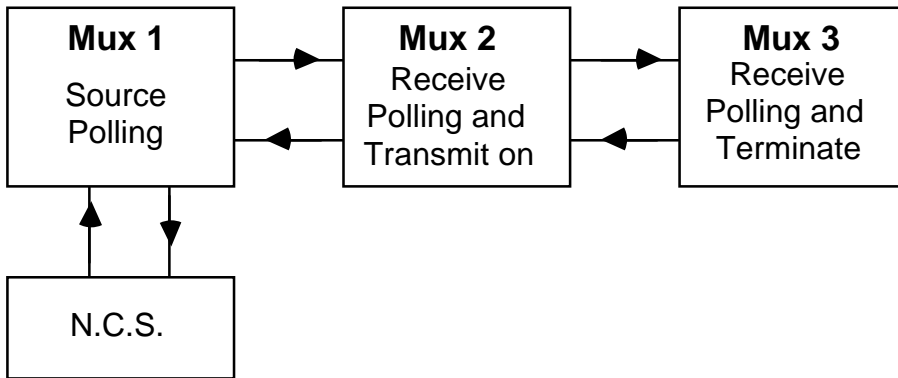 Mux 1
Source
Polling
Mux 2
Receive
Polling and
Transmit on
Mux 3
Receive
Polling and
Terminate
N.C.S.